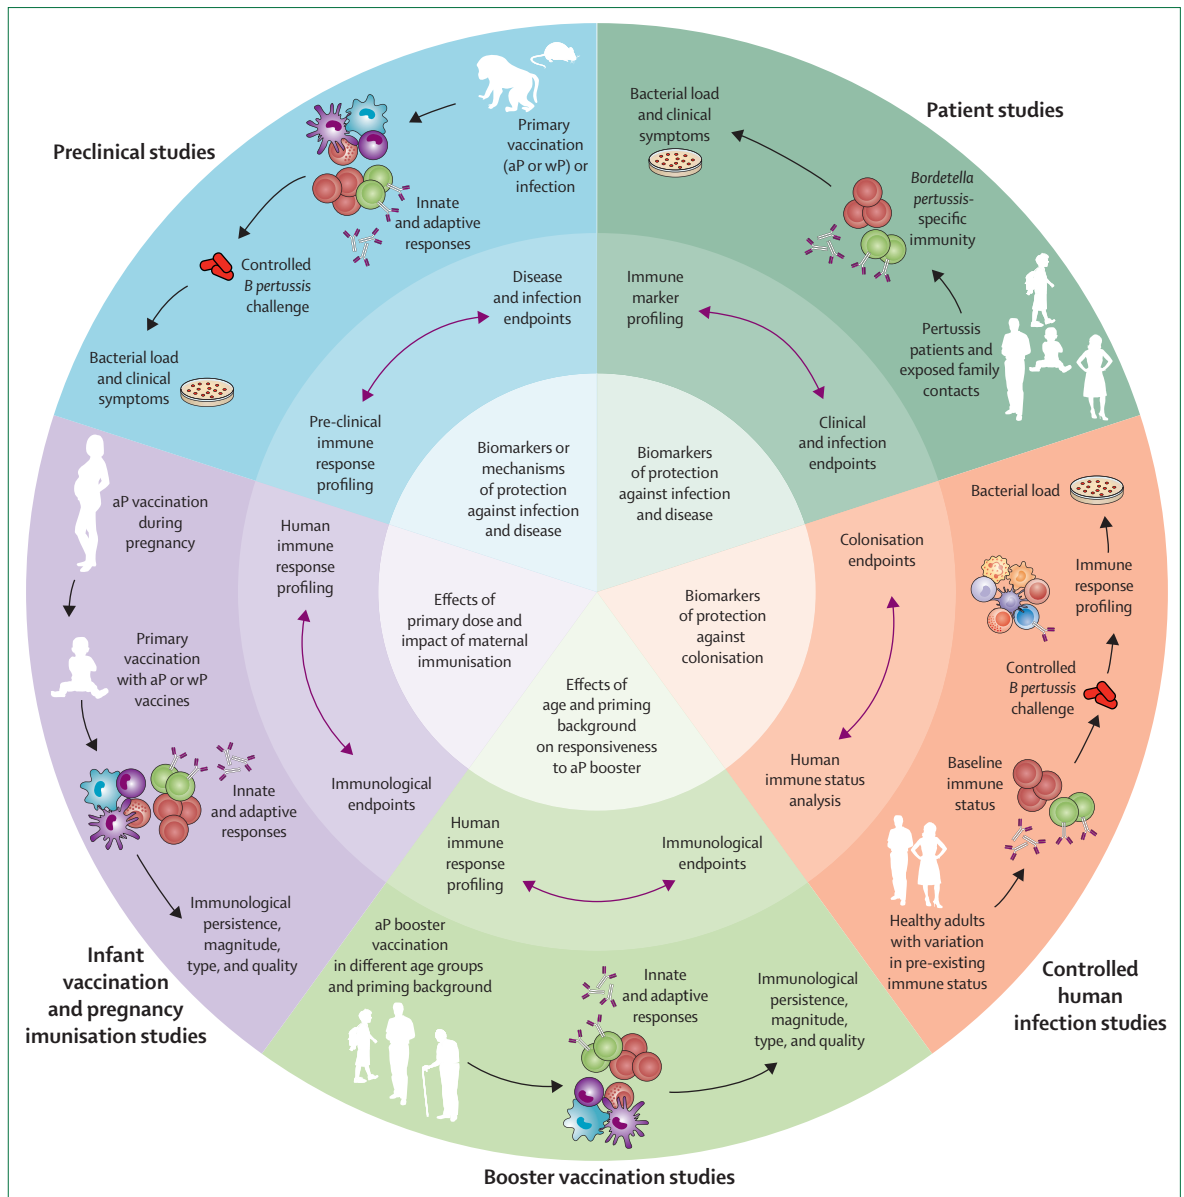 Preclinical studies
Primary
vaccination
(aP or wP) or
infection
Innate
and adaptive
responses
Controlled
B pertussis
challenge
Bacterial load
and clinical
symptoms
Disease
and infection
endpoints
Pre-clinical
immune
response
profiling
Biomarkers or
mechanisms
of protection
against infection
and disease
Patient studies
Bacterial load
and clinical
symptoms
Bordetella
pertussis-
specific
immunity
Pertussis
patients and
exposed family
contacts
Immune
marker
profiling
Clinical
and infection
endpoints
Biomarkers
of protection
against infection
and disease
Bacterial load
Immune
response
profiling
Controlled
B pertussis
challenge
Baseline
immune
status
Healthy adults
with variation
in pre-existing
immune status
Controlled
human
infection studies
Colonisation
endpoints
Human
immune status
analysis
Biomarkers
of protection
against
colonisation
aP vaccination
during
pregnancy
Primary
vaccination
with aP or wP
vaccines
Innate
and adaptive
responses
Immunological
persistence,
magnitude,
type, and quality
Infant
vaccination
and pregnancy
imunisation studies
Human
immune
response
profiling
Immunological
endpoints
Effects of
primary dose and
impact of maternal
immunisation
Effects of
age and priming
background
on responsiveness
to aP booster
Human
immune
response
profiling
Immunological
endpoints
aP booster
vaccination
in different age groups
and priming background
Innate
and adaptive
responses
Immunological
persistence,
magnitude,
type, and quality
Booster vaccination studies